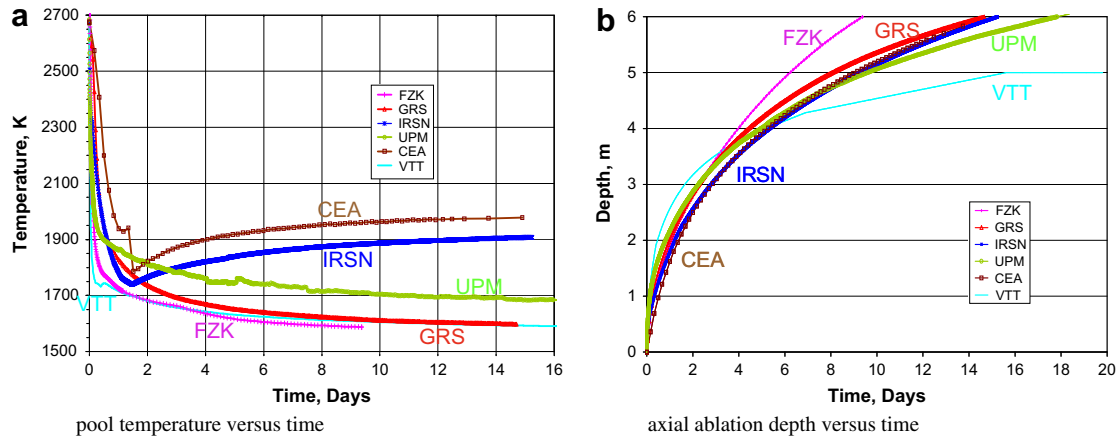 a
2700
2500
2300
2100
1900
1700
1500
Temperature, K
0 2 4 6 8 10 12 14 16
Time, Days
FZK
GRS
IRSN
UPM
CEA
VTT
CEA
IRSN
UPM
VTT
FZK
GRS
pool temperature versus time
b
6
5
4
3
2
1
0
Depth, m
0 2 4 6 8 10 12 14 16 18 20
Time, Days
FZK
GRS
UPM
VTT
IRSN
CEA
FZK
GRS
IRSN
UPM
CEA
VTT
axial ablation depth versus time